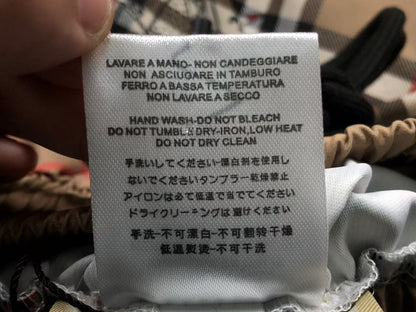 LAVARE A MANO-NON CANDEGGIARE
NON ASCIUGARE IN TAMBURO
FERRO A BASSA TEMPERATURA
NON LAVARE A SECCO
HAND WASH-DO NOT BLEACH
DO NOT TUMBLE DRY-IRON, LOW HEAT
DO NOT DRY CLEAN
手洗いしてください-漂白剤を使用し
ないでくださいタンブラー乾燥禁止
アイロンは必て低温で当でてください
ドライクリーニングは避けください
手洗-不可漂白-不可翻转干燥
低温熨烫-不可干洗